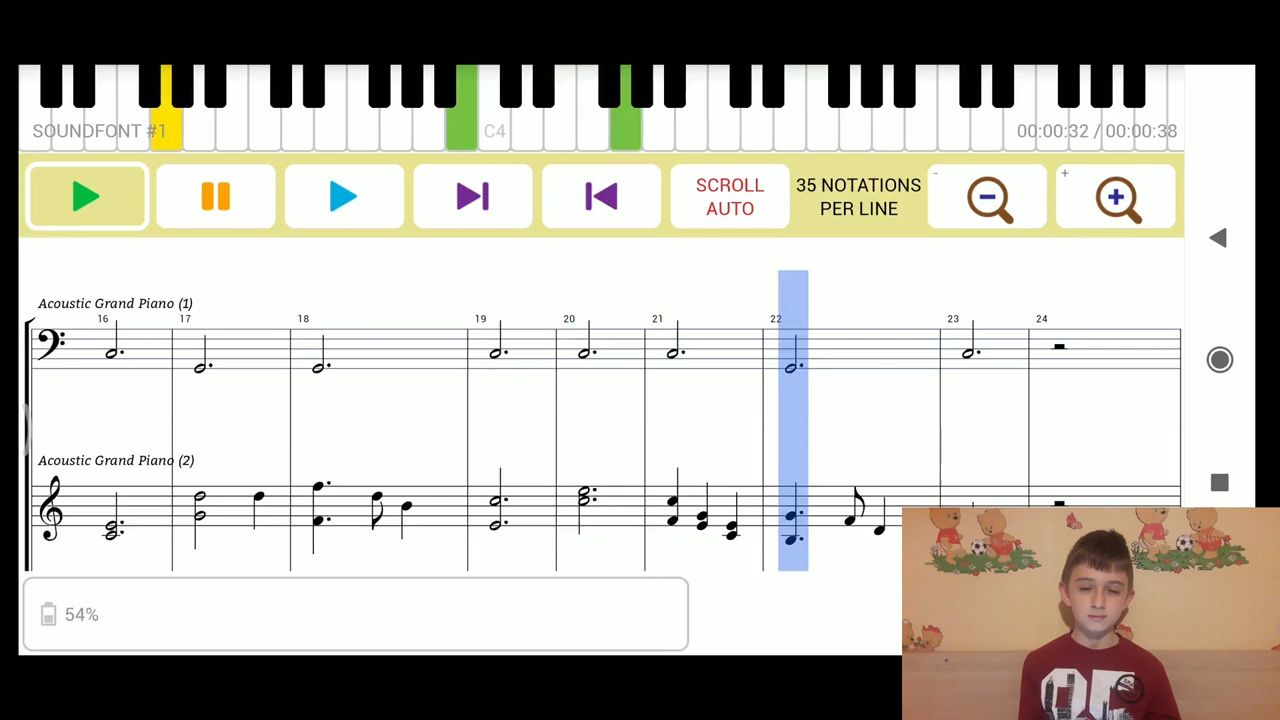 SOUNDFONT #1
C4
00:00:32 / 00:00:38
SCROLL
AUTO
35 NOTATIONS
PER LINE
-
+
Acoustic Grand Piano (1)
16 17 18 19 20 21 22 23 24
Acoustic Grand Piano (2)
54%